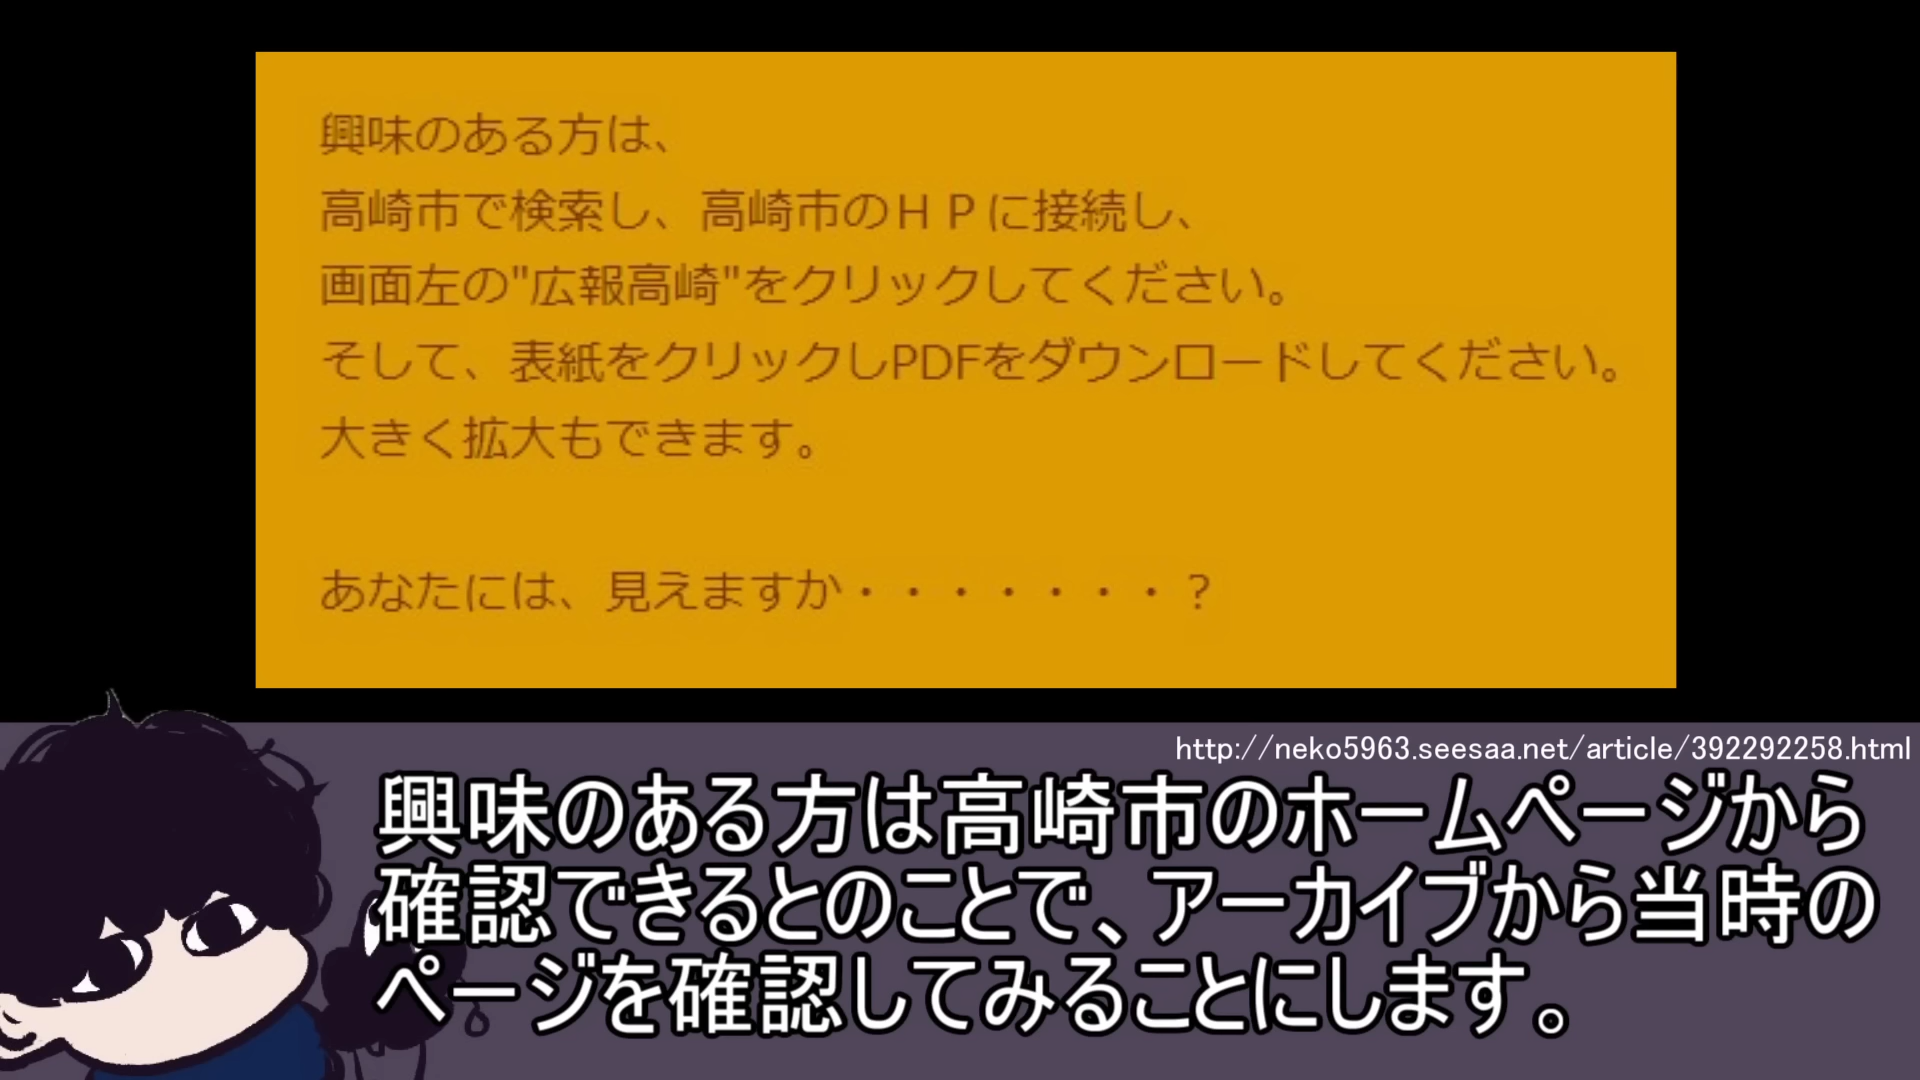 興味のある方は、
高崎市で検索し、高崎市のＨＰに接続し、
画面左の"広報高崎"をクリックしてください。
そして、表紙をクリックしPDFをダウンロードしてください。
大きく拡大もできます。
あなたには、見えますか・・・・・・・？
http://neko5963.seesaa.net/article/392292258.html
興味のある方は高崎市のホームページから
確認できるとのことで、アーカイブから当時の
ページを確認してみることにします。